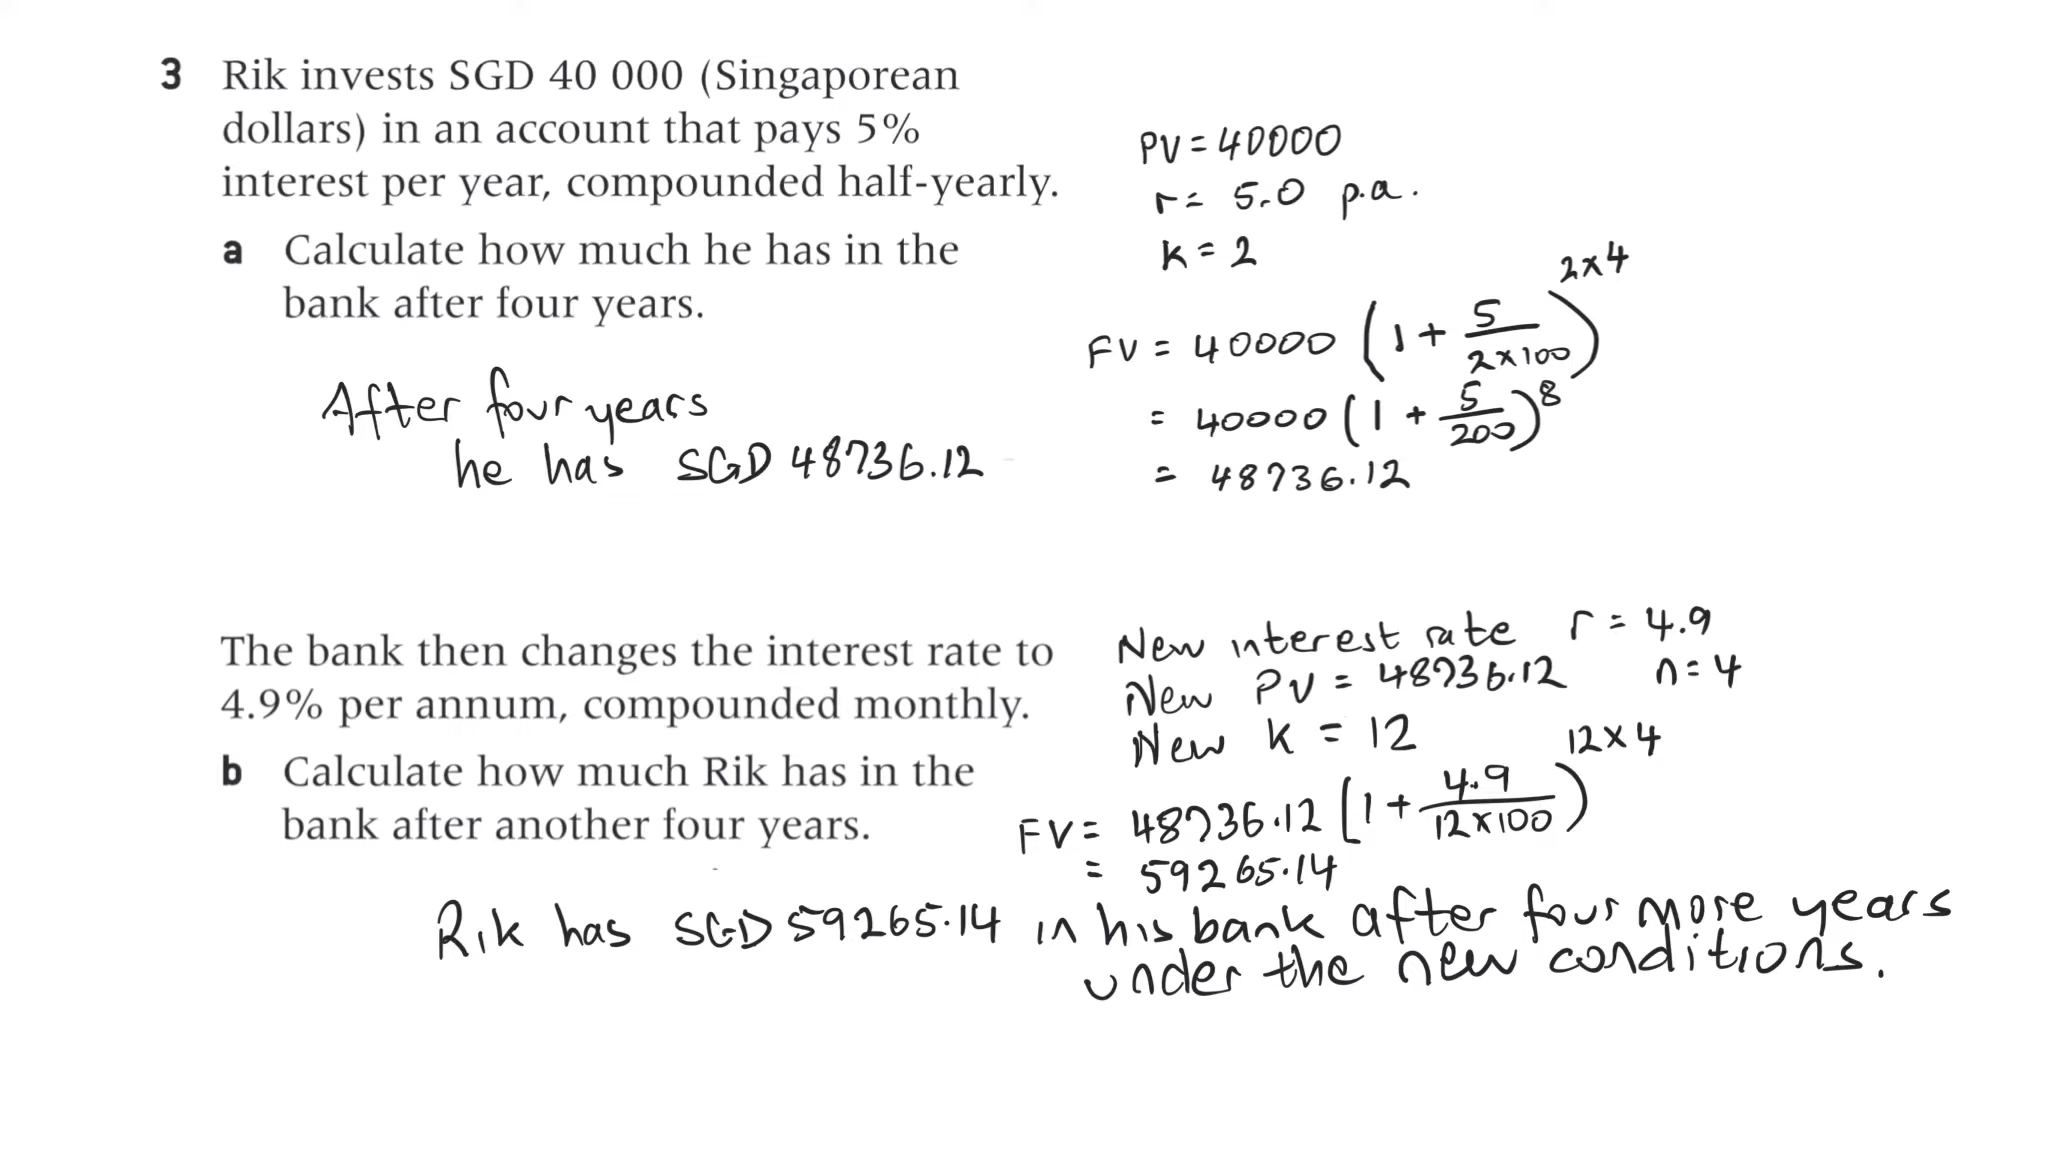 3 Rik invests SGD 40 000 (Singaporean
dollars) in an account that pays 5%
interest per year, compounded half-yearly.
a Calculate how much he has in the
bank after four years.
PV = 40000
r = 5.0 p.a.
k = 2
FV = 40000 (1 + 5/(2×100))^(2×4)
= 40000 (1 + 5/200)^8
= 48736.12
After four years
he has SGD 48736.12
The bank then changes the interest rate to
4.9% per annum, compounded monthly.
b Calculate how much Rik has in the
bank after another four years.
New interest rate r = 4.9
New PV = 48736.12 n = 4
New k = 12
FV = 48736.12 (1 + 4.9/(12×100))^(12×4)
= 59265.14
Rik has SGD 59265.14 in his bank after four more years
under the new conditions.